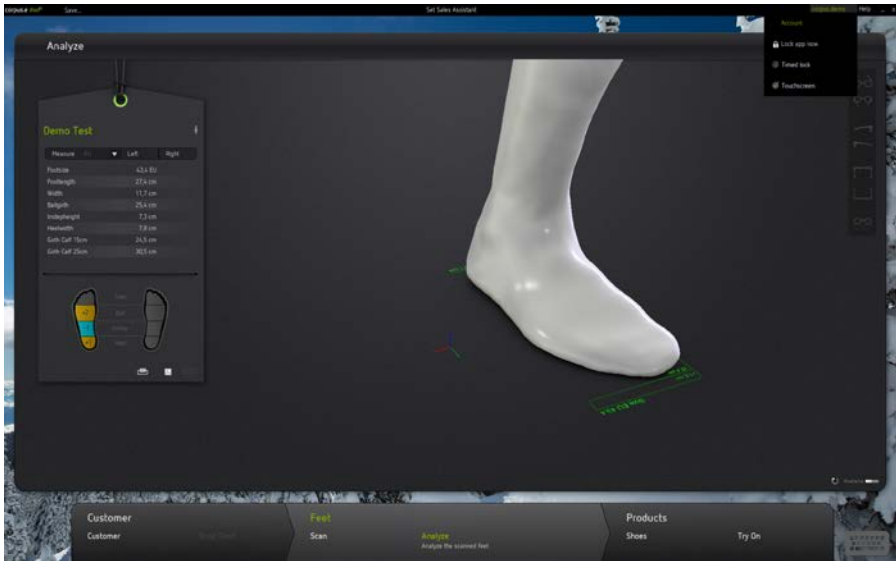 Save...
Set Sales Assistant
corpus.demo
Help
Account
Lock app now
Timed lock
Touchscreen
Analyze
Demo Test
Measure
Left
Right
Footsize 43,4 EU
Footlength 27,4 cm
Width 11,7 cm
Ballgirth 25,4 cm
Instepheight 7,3 cm
Heelwidth 7,8 cm
Girth Calf 15cm 24,5 cm
Girth Calf 25cm 30,5 cm
Customer
Customer
Feet
Scan
Analyze
Analyze the scanned feet
Products
Shoes
Try On